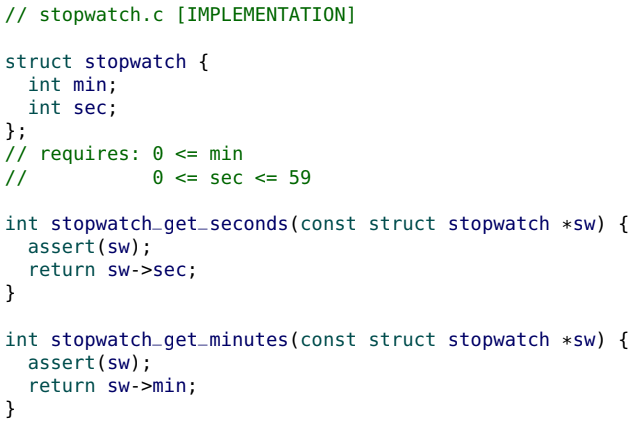 // stopwatch.c [IMPLEMENTATION]

struct stopwatch {
  int min;
  int sec;
};
// requires: 0 <= min
//           0 <= sec <= 59

int stopwatch_get_seconds(const struct stopwatch *sw) {
  assert(sw);
  return sw->sec;
}

int stopwatch_get_minutes(const struct stopwatch *sw) {
  assert(sw);
  return sw->min;
}